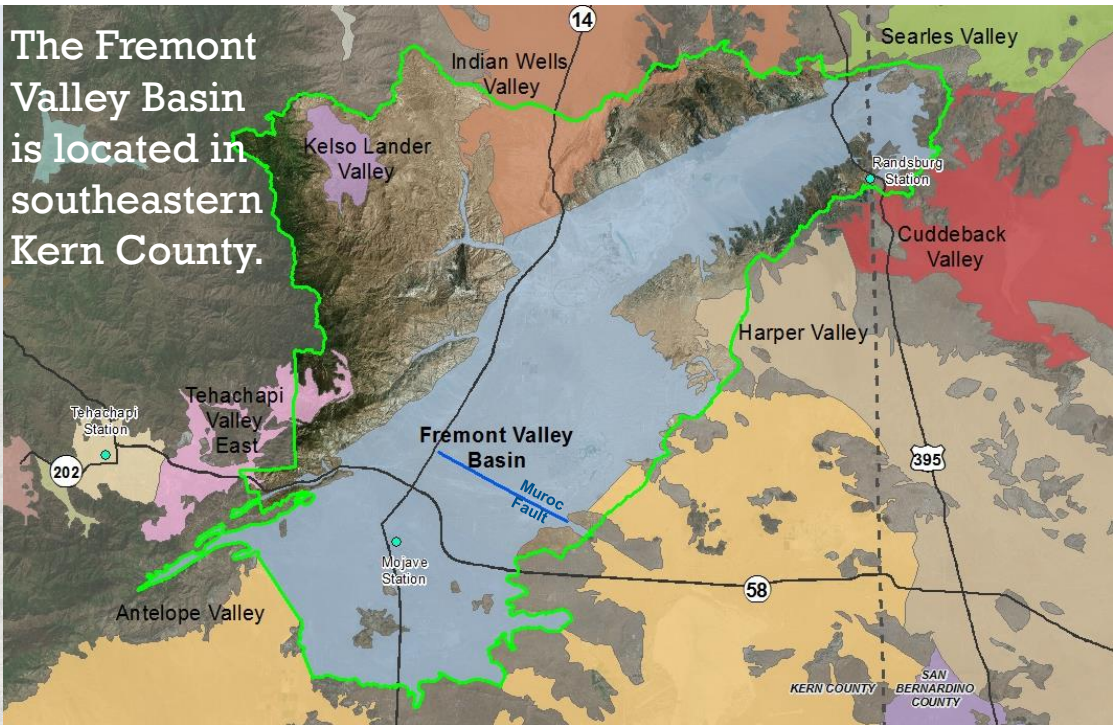 The Fremont
Valley Basin
is located in
southeastern
Kern County.
14
Searles Valley
Indian Wells
Valley
Kelso Lander
Valley
Randsburg
Station
Cuddeback
Valley
Harper Valley
Tehachapi
Valley
East
Tehachapi
Station
202
Fremont Valley
Basin
395
Muroc
Fault
Mojave
Station
58
Antelope Valley
KERN COUNTY
SAN
BERNARDINO
COUNTY